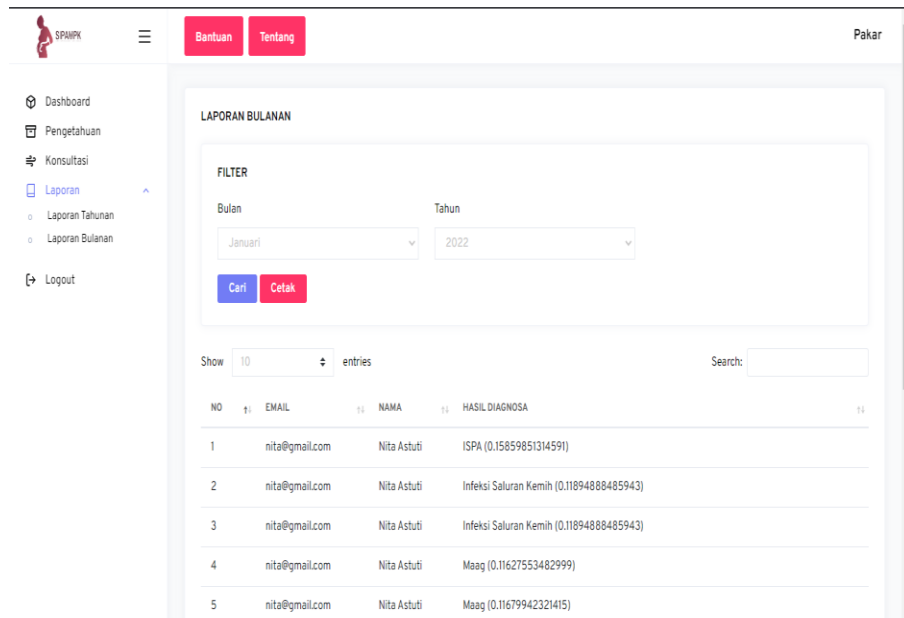 SIPAMPK
Bantuan Tentang Pakar
Dashboard
Pengetahuan
Konsultasi
Laporan
Laporan Tahunan
Laporan Bulanan
Logout
LAPORAN BULANAN
FILTER
Bulan Tahun
Januari 2022
Cari Cetak
Show 10 entries Search:
NO EMAIL NAMA HASIL DIAGNOSA
1 nita@gmail.com Nita Astuti ISPA (0.15859851314591)
2 nita@gmail.com Nita Astuti Infeksi Saluran Kemih (0.11894888485943)
3 nita@gmail.com Nita Astuti Infeksi Saluran Kemih (0.11894888485943)
4 nita@gmail.com Nita Astuti Maag (0.11627553482999)
5 nita@gmail.com Nita Astuti Maag (0.11679942321415)